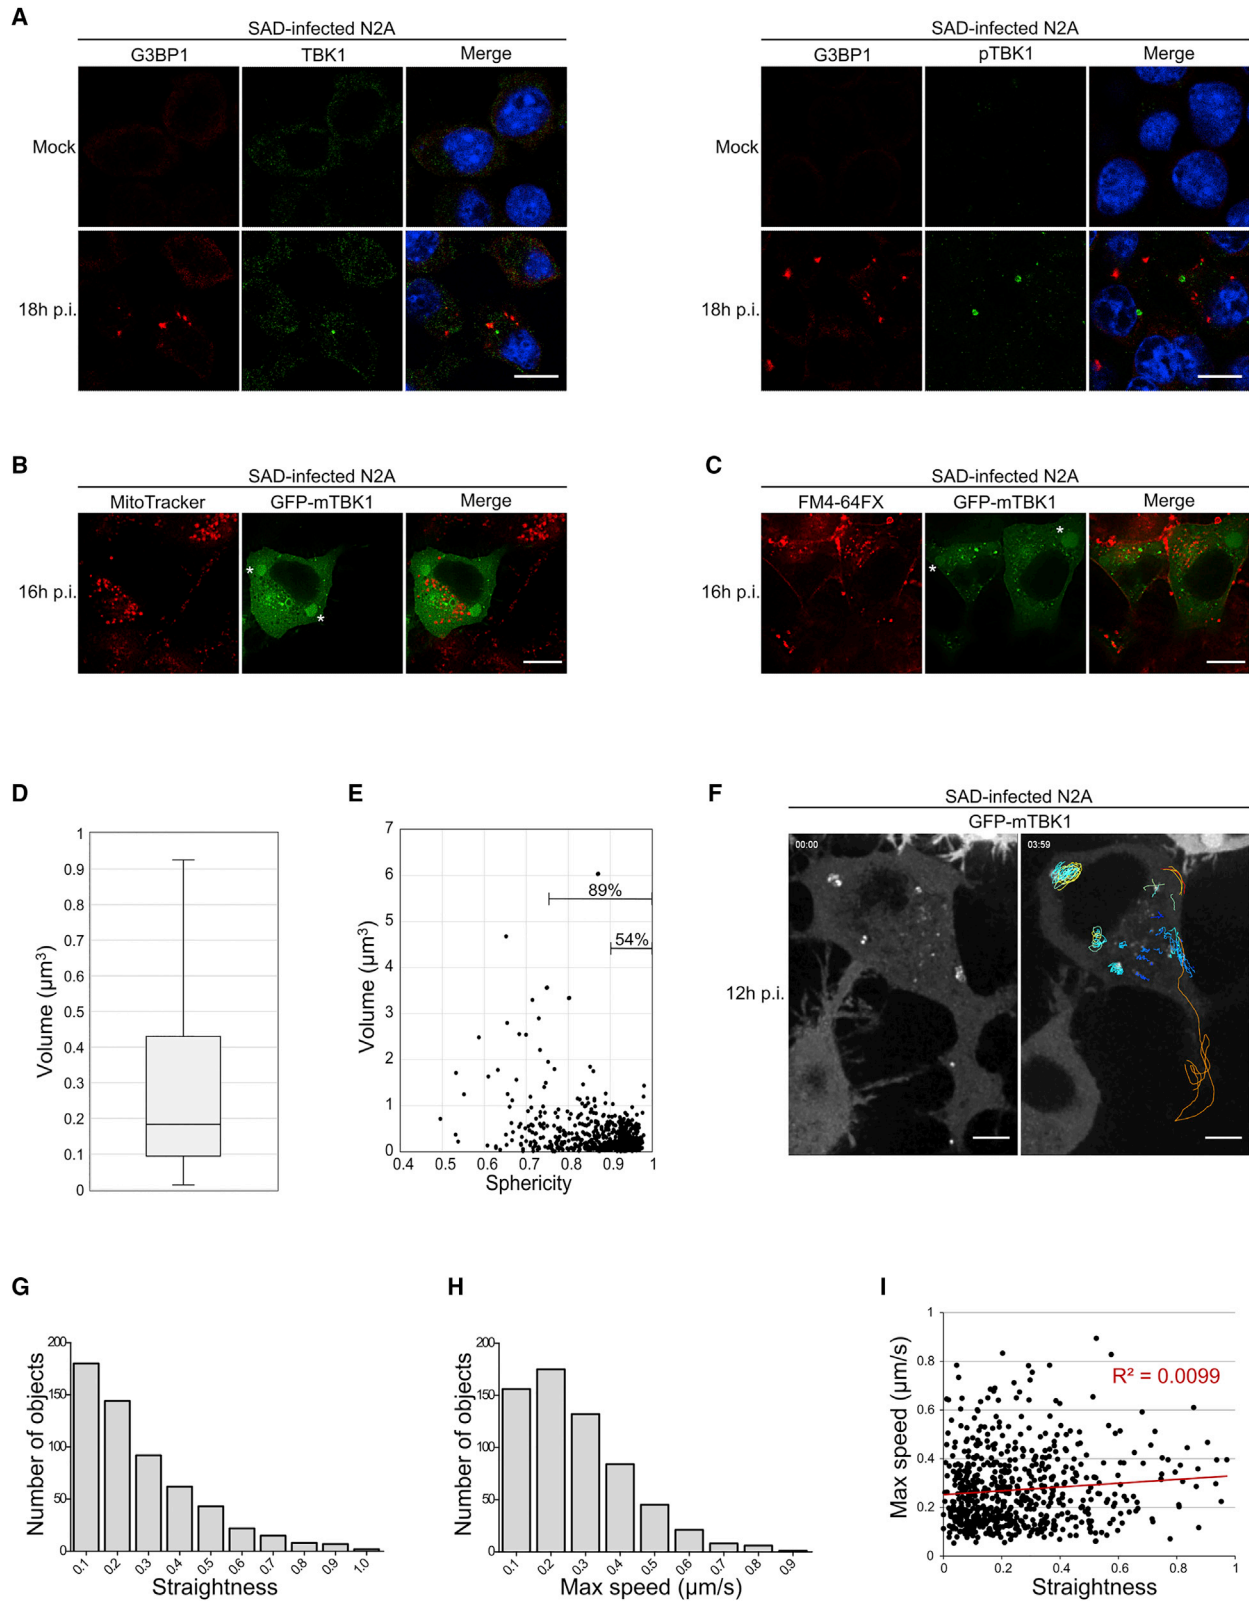 A
SAD-infected N2A
G3BP1 TBK1 Merge
Mock
18h p.i.
SAD-infected N2A
G3BP1 pTBK1 Merge
Mock
18h p.i.
B
SAD-infected N2A
MitoTracker GFP-mTBK1 Merge
16h p.i.
*
*
C
SAD-infected N2A
FM4-64FX GFP-mTBK1 Merge
16h p.i.
*
*
D
Volume (µm³)
1
0.9
0.8
0.7
0.6
0.5
0.4
0.3
0.2
0.1
0
E
Volume (µm³)
7
6
5
4
3
2
1
0
89%
54%
0.4 0.5 0.6 0.7 0.8 0.9 1
Sphericity
F
SAD-infected N2A
GFP-mTBK1
12h p.i.
00:00
03:59
G
Number of objects
200
150
100
50
0
0.1 0.2 0.3 0.4 0.5 0.6 0.7 0.8 0.9 1.0
Straightness
H
Number of objects
200
150
100
50
0
0.1 0.2 0.3 0.4 0.5 0.6 0.7 0.8 0.9
Max speed (µm/s)
I
Max speed (µm/s)
1
0.8
0.6
0.4
0.2
0
R² = 0.0099
0 0.2 0.4 0.6 0.8 1
Straightness